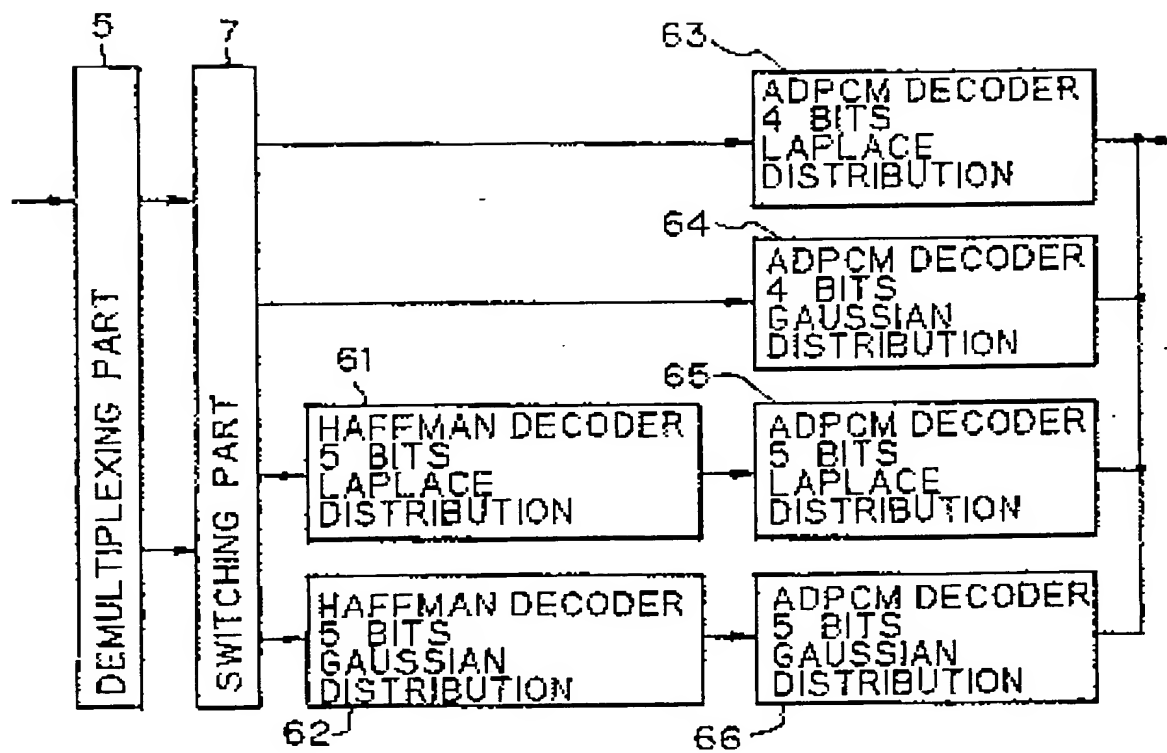 5
DEMULTIPLEXING PART
7
SWITCHING PART
63
ADPCM DECODER
4 BITS
LAPLACE
DISTRIBUTION
64
ADPCM DECODER
4 BITS
GAUSSIAN
DISTRIBUTION
61
HAFFMAN DECODER
5 BITS
LAPLACE
DISTRIBUTION
65
ADPCM DECODER
5 BITS
LAPLACE
DISTRIBUTION
HAFFMAN DECODER
5 BITS
GAUSSIAN
DISTRIBUTION
62
ADPCM DECODER
5 BITS
GAUSSIAN
DISTRIBUTION
66